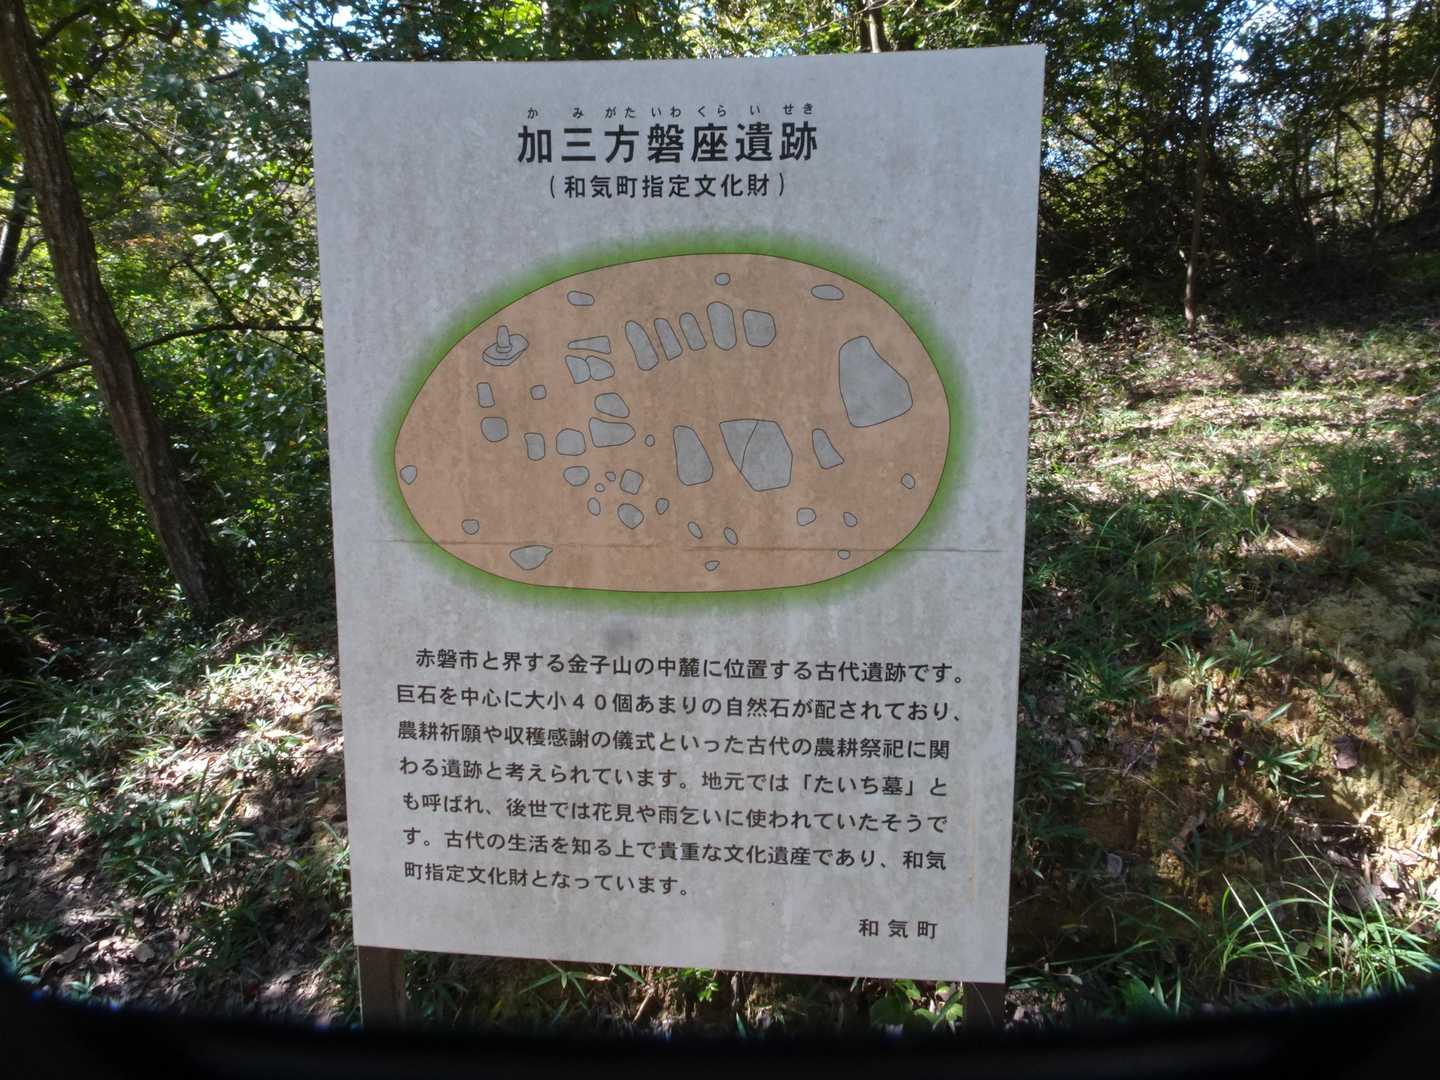 かみがたいわくらいせき
加三方磐座遺跡
(和気町指定文化財)
赤磐市と界する金子山の中麓に位置する古代遺跡です。
巨石を中心に大小40個あまりの自然石が配されており、
農耕祈願や収穫感謝の儀式といった古代の農耕祭祀に関
わる遺跡と考えられています。地元では「たいち墓」と
も呼ばれ、後世では花見や雨乞いに使われていたそうで
す。古代の生活を知る上で貴重な文化遺産であり、和気
町指定文化財となっています。
和気町